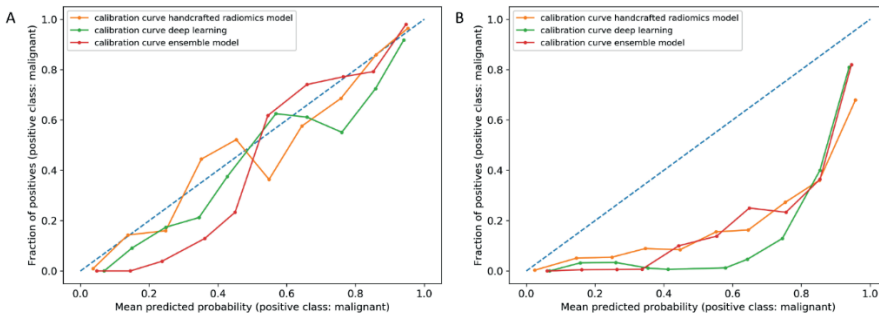 A
calibration curve handcrafted radiomics model
calibration curve deep learning
calibration curve ensemble model
Fraction of positives (positive class: malignant)
1.0
0.8
0.6
0.4
0.2
0.0
0.0 0.2 0.4 0.6 0.8 1.0
Mean predicted probability (positive class: malignant)
B
calibration curve handcrafted radiomics model
calibration curve deep learning
calibration curve ensemble model
Fraction of positives (positive class: malignant)
1.0
0.8
0.6
0.4
0.2
0.0
0.0 0.2 0.4 0.6 0.8 1.0
Mean predicted probability (positive class: malignant)